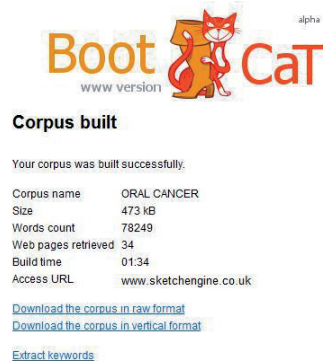 alpha
Boot CaT
www version
Corpus built
Your corpus was built successfully.
Corpus name ORAL CANCER
Size 473 kB
Words count 78249
Web pages retrieved 34
Build time 01:34
Access URL www.sketchengine.co.uk
Download the corpus in raw format
Download the corpus in vertical format
Extract keywords